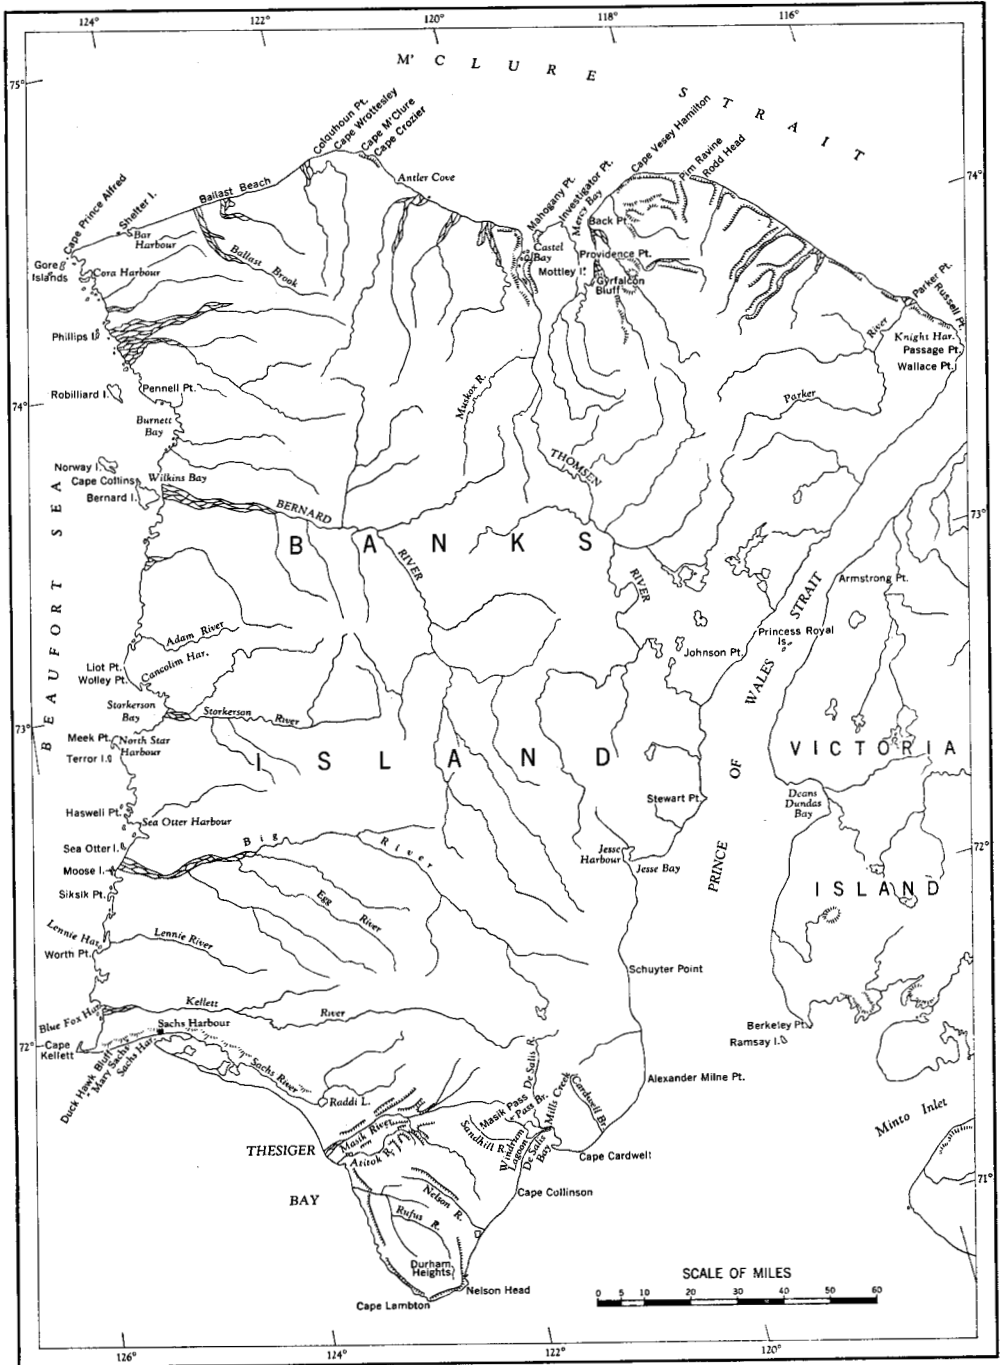 124°
122°
120°
118°
116°
M'CLURE STRAIT
75°
Colquhoun Pt.
Cape Wrottesley
Cape M'Clure
Cape Crozier
Cape Vesey Hamilton
Pim Ravine
Rodd Head
74°
Antler Cove
Ballast Beach
Mahogany Pt.
Investigator Pt.
Mercy Bay
Cape Prince Alfred
Shelter I.
Bar
Harbour
Back Pt.
Castel
Bay
Providence Pt.
Mottley I.
Gyrfalcon
Bluff
Gore
Islands
Cora Harbour
Ballast Brook
Parker Pt.
Russell Pt.
Phillips I.
River
Knight Har.
Passage Pt.
Wallace Pt.
Robilliard I.
Pennell Pt.
Muskox R.
Parker
74°
Burnett
Bay
THOMSEN
Norway I.
Cape Collins
Bernard I.
Wilkins Bay
BERNARD
73°
BANKS
RIVER
RIVER
BEAUFORT SEA
STRAIT
Armstrong Pt.
Adam River
Princess Royal
Is.
Johnson Pt.
Liot Pt.
Wolley Pt.
Cancolim Har.
WALES
Storkerson
Bay
Storkerson River
73°
Meek Pt.
North Star
Harbour
Terror I.
ISLAND
OF
VICTORIA
Stewart Pt.
Deans
Dundas
Bay
Haswell Pt.
Sea Otter Harbour
Sea Otter I.
Big River
Jesse
Harbour
Jesse Bay
72°
Moose I.
PRINCE
Siksik Pt.
Egg
River
ISLAND
Lennie Har.
Lennie River
Worth Pt.
Schuyter Point
Kellett
River
Blue Fox Har.
Sachs Harbour
Berkeley Pt.
Ramsay I.
72°
Cape
Kellett
Duck Hawk Bluff
"Mary Sachs"
Sachs Har.
Sachs River
De Salis R.
Alexander Milne Pt.
Raddi L.
Masik Pass
Pass Br.
Mills Creek
Cardwell Br.
Minto Inlet
THESIGER
BAY
Masik River
Atitok R.
Sandhill R.
Windrum
Lagoon
De Salis
Bay
Cape Cardwell
71°
Cape Collinson
Nelson R.
Rufus R.
Durham
Heights
Nelson Head
Cape Lambton
SCALE OF MILES
0 5 10 20 30 40 50 60
126°
124°
122°
120°